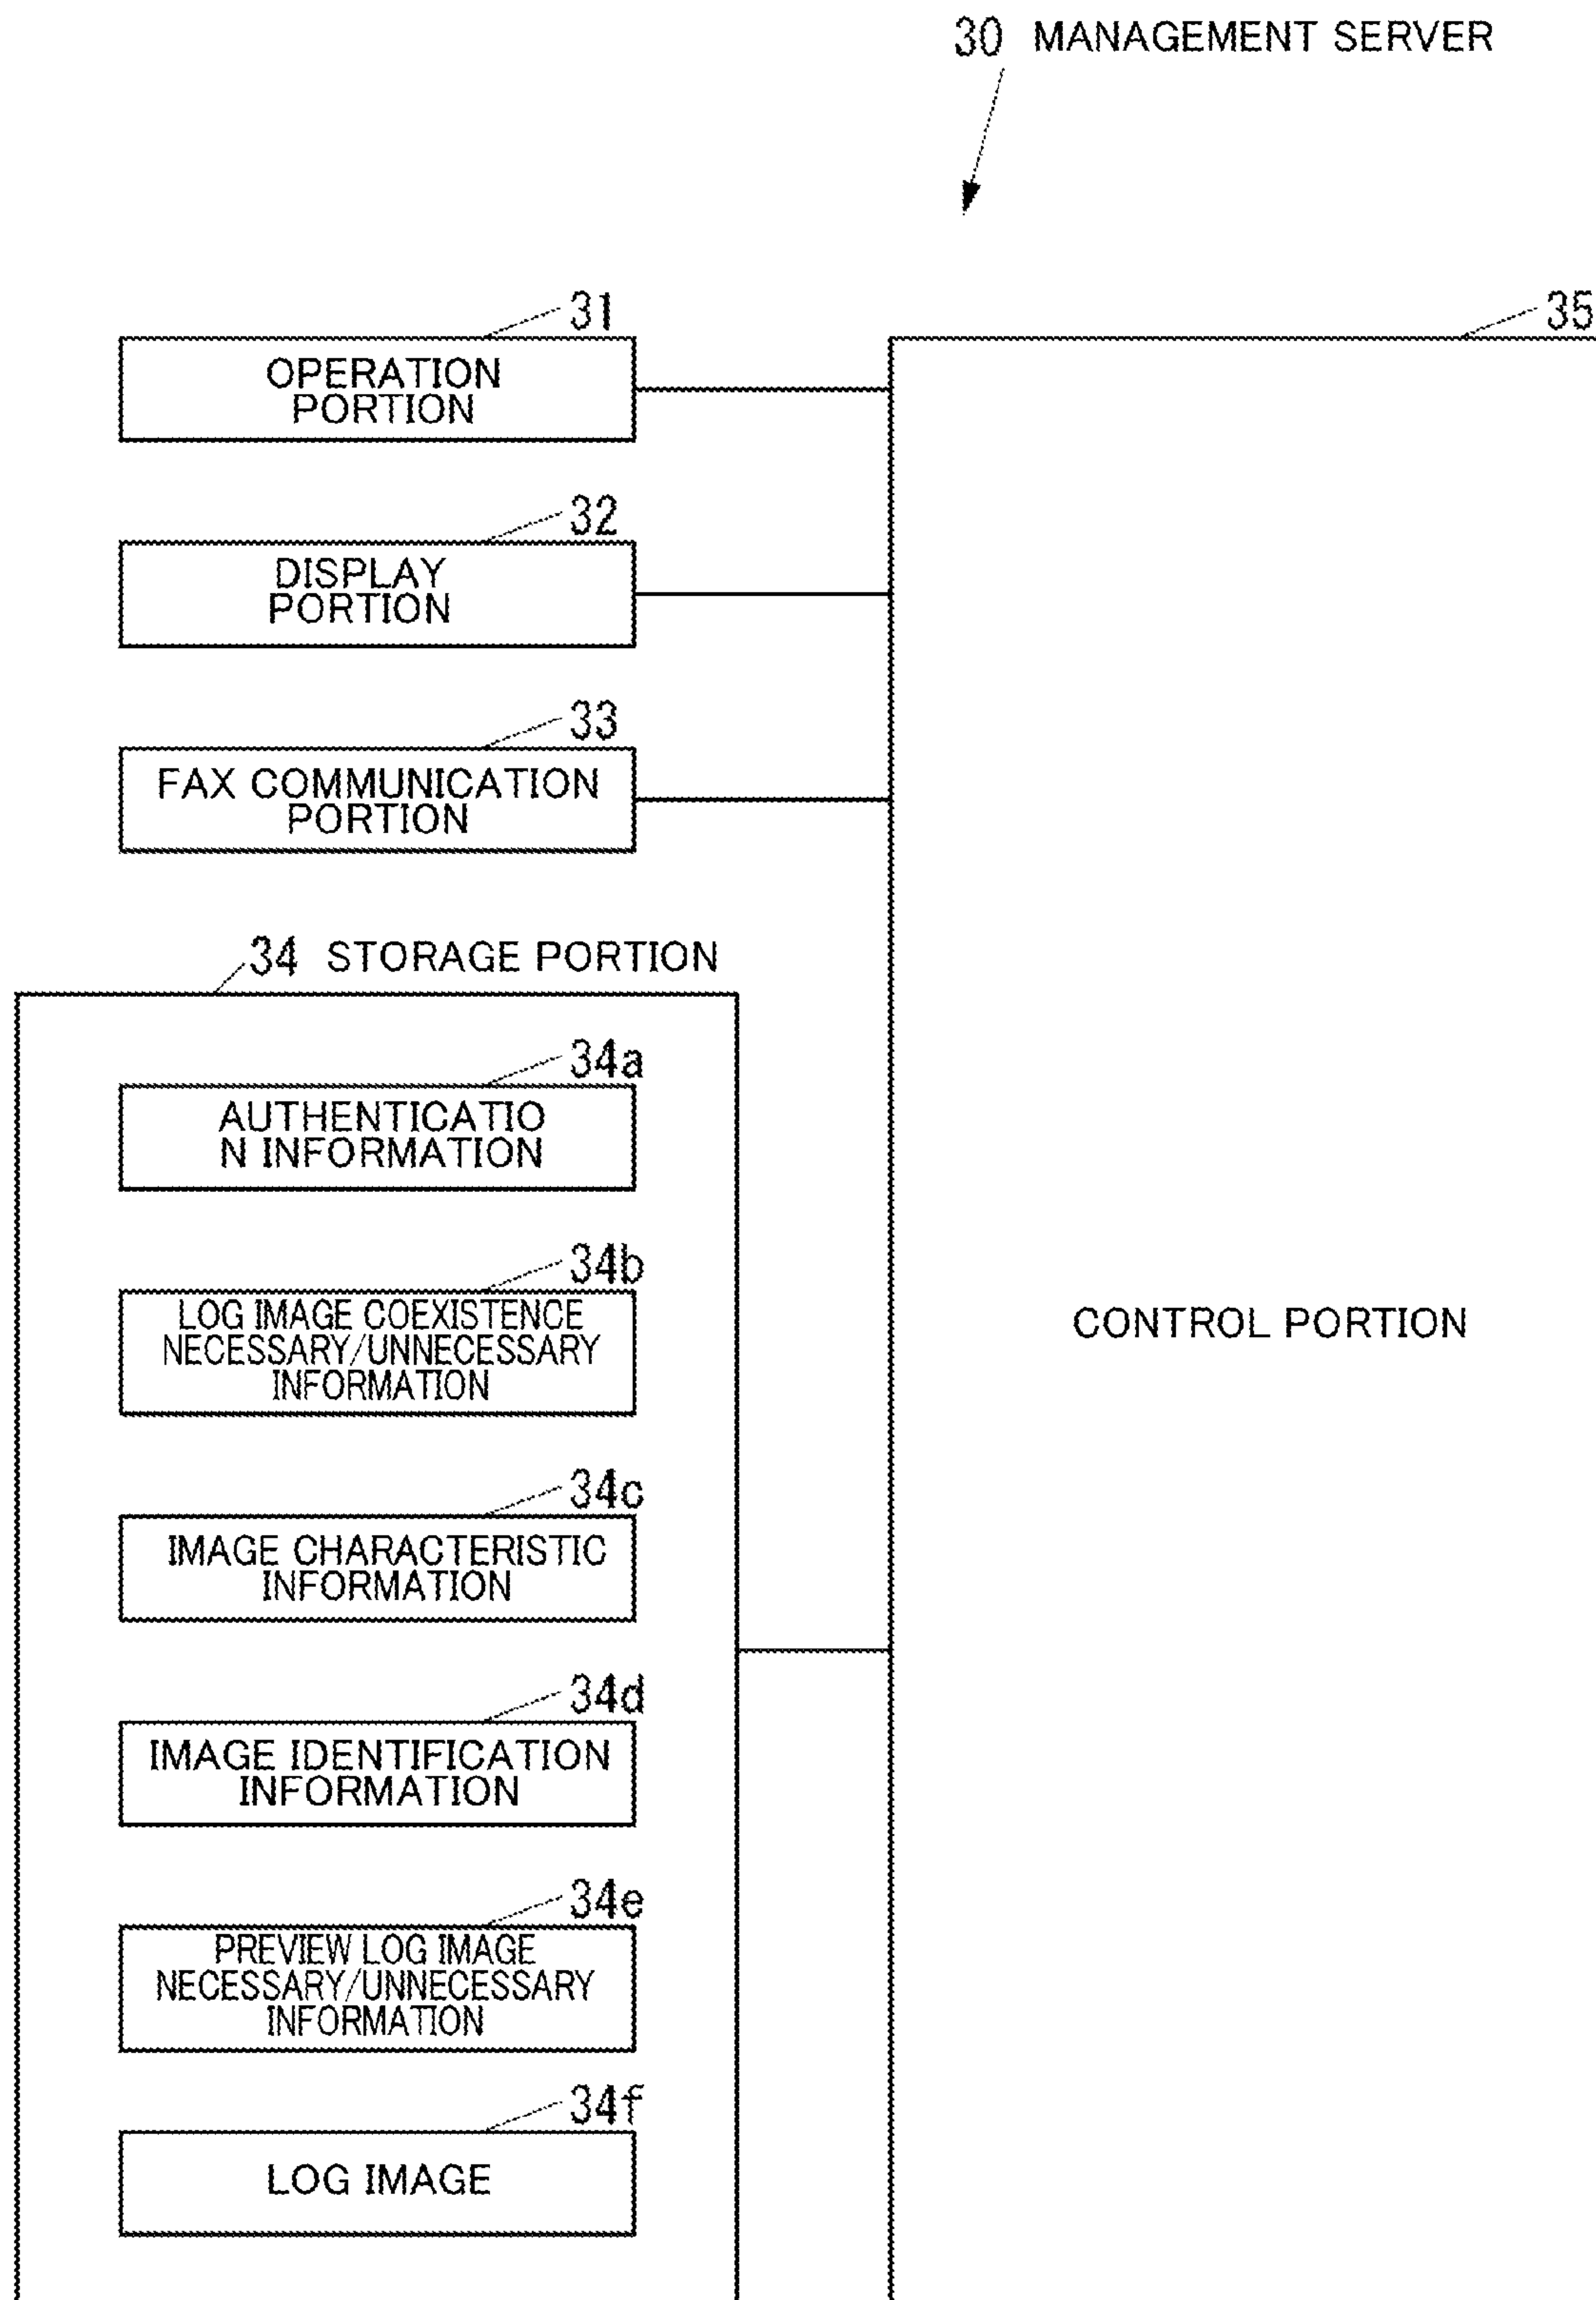 30 MANAGEMENT SERVER
31
OPERATION
PORTION
32
DISPLAY
PORTION
33
FAX COMMUNICATION
PORTION
34 STORAGE PORTION
34a
AUTHENTICATIO
N INFORMATION
34b
LOG IMAGE COEXISTENCE
NECESSARY/UNNECESSARY
INFORMATION
34c
IMAGE CHARACTERISTIC
INFORMATION
34d
IMAGE IDENTIFICATION
INFORMATION
34e
PREVIEW LOG IMAGE
NECESSARY/UNNECESSARY
INFORMATION
34f
LOG IMAGE
35
CONTROL PORTION